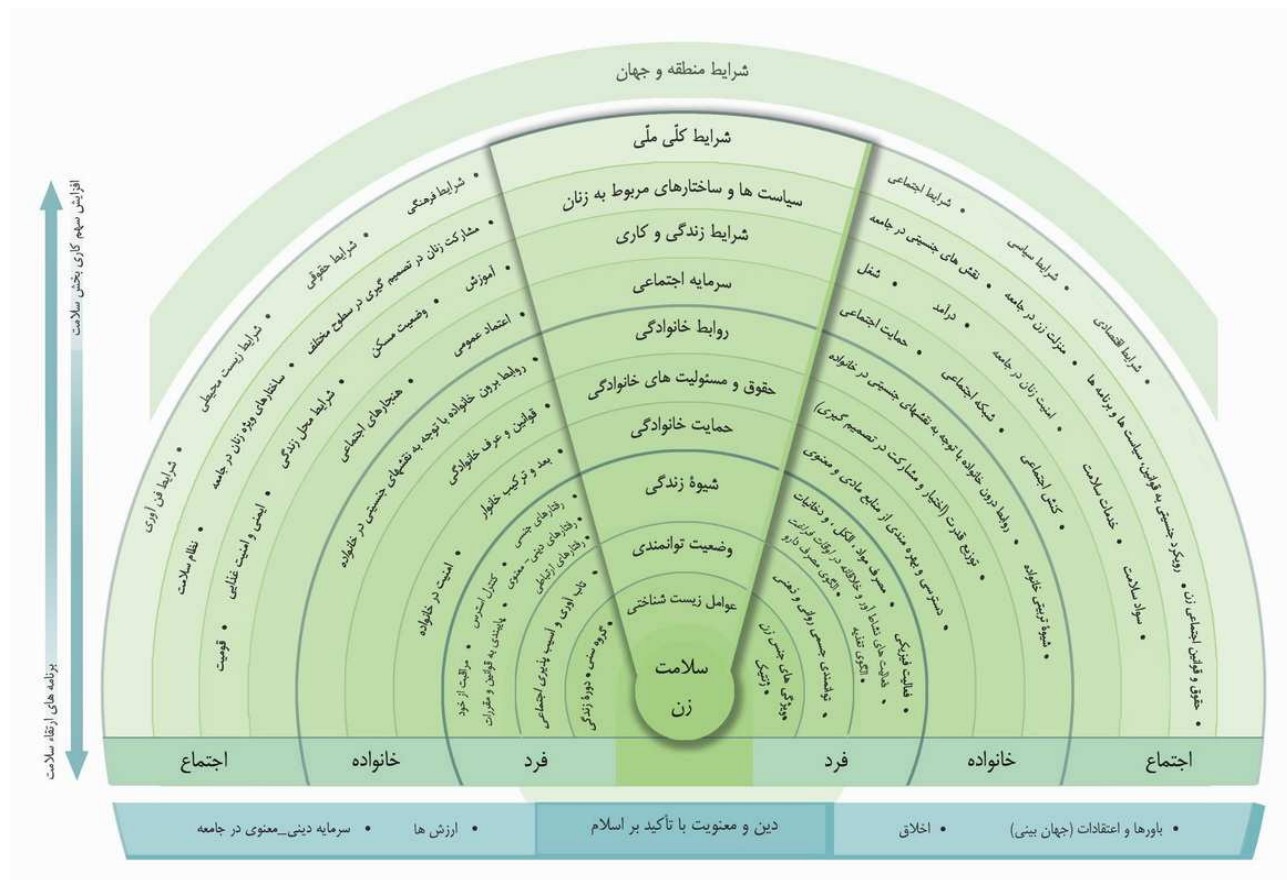 شرایط منطقه و جهان
شرایط کلّی ملّی
سیاست ها و ساختارهای مربوط به زنان
شرایط زندگی و کاری
سرمایه اجتماعی
روابط خانوادگی
حقوق و مسئولیت های خانوادگی
حمایت خانوادگی
شیوهٔ زندگی
وضعیت توانمندی
عوامل زیست شناختی
سلامت
زن
• شرایط اجتماعی
• شرایط سیاسی
• شرایط اقتصادی
• نقش های جنسیتی در جامعه
• منزلت زن در جامعه
• رویکرد جنسیتی به قوانین، سیاست ها و برنامه ها
• حقوق و قوانین اجتماعی زن
• شغل
• درآمد
• امنیت زنان در جامعه
• خدمات سلامت
• سواد سلامت
• حمایت اجتماعی
• شبکه اجتماعی
• کنش اجتماعی
• روابط درون خانواده با توجه به نقشهای جنسیتی در خانواده
• شیوهٔ تربیتی خانواده
• توزیع قدرت (اختیار و مشارکت در تصمیم گیری)
• دسترسی و بهره مندی از منابع مادی و معنوی
• مصرف مواد، الکل، و دخانیات
• فعالیت های نشاط آور و خلاقانه در اوقات فراغت
• الگوی مصرف دارو
• فعالیت فیزیکی
• الگوی تغذیه
• توانمندی جسمی روانی و ذهنی
• ویژگی های جنسی زن
• ژنتیک
• شرایط فرهنگی
• شرایط حقوقی
• شرایط زیست محیطی
• شرایط فن آوری
• مشارکت زنان در تصمیم گیری در سطوح مختلف
• ساختارهای ویژه زنان در جامعه
• نظام سلامت
• آموزش
• وضعیت مسکن
• شرایط محل زندگی
• ایمنی و امنیت غذایی
• قومیت
• اعتماد عمومی
• هنجارهای اجتماعی
• روابط برون خانواده با توجه به نقشهای جنسیتی در خانواده
• قوانین و عرف خانوادگی
• بعد و ترکیب خانوار
• امنیت در خانواده
• رفتارهای جنسی
• رفتارهای دینی_ معنوی
• رفتارهای ارتباطی
• کنترل استرس
• پایبندی به قوانین و مقررات
• مراقبت از خود
• تاب آوری و آسیب پذیری اجتماعی
• گروه سنی
• دورهٔ زندگی
افزایش سهم کاری بخش سلامت
برنامه های ارتقاء سلامت
اجتماع
خانواده
فرد
فرد
خانواده
اجتماع
• باورها و اعتقادات (جهان بینی)
• اخلاق
دین و معنویت با تأکید بر اسلام
• ارزش ها
• سرمایه دینی_معنوی در جامعه